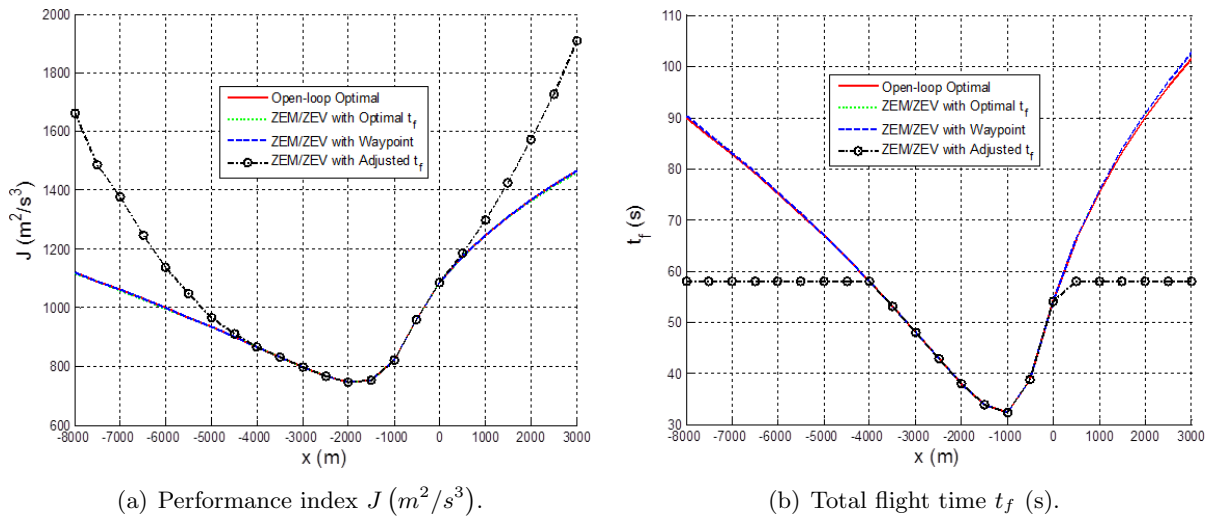 2000
1800
1600
1400
1200
1000
800
600
J (m²/s³)
-8000 -7000 -6000 -5000 -4000 -3000 -2000 -1000 0 1000 2000 3000
x (m)
Open-loop Optimal
ZEM/ZEV with Optimal t_f
ZEM/ZEV with Waypoint
ZEM/ZEV with Adjusted t_f
(a) Performance index J (m²/s³).
110
100
90
80
70
60
50
40
30
t_f (s)
-8000 -7000 -6000 -5000 -4000 -3000 -2000 -1000 0 1000 2000 3000
x (m)
Open-loop Optimal
ZEM/ZEV with Optimal t_f
ZEM/ZEV with Waypoint
ZEM/ZEV with Adjusted t_f
(b) Total flight time t_f (s).